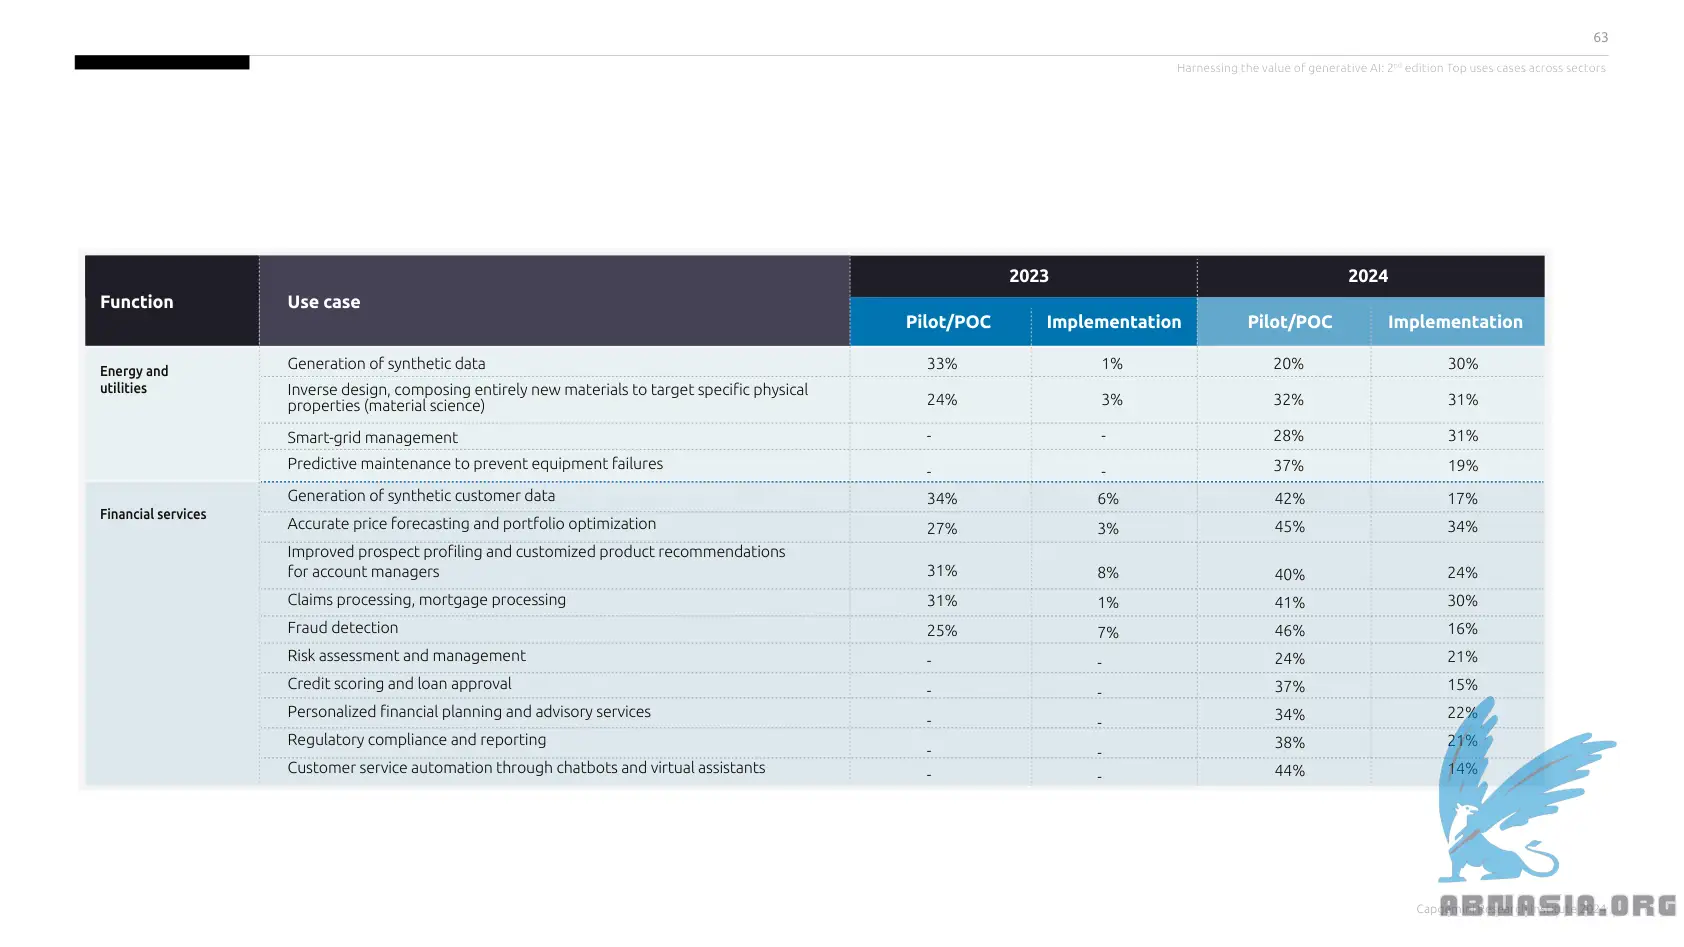 63
Harnessing the value of generative AI: 2nd edition Top uses cases across sectors
Function Use case 2023 2024
Pilot/POC Implementation Pilot/POC Implementation
Energy and
utilities
Generation of synthetic data 33% 1% 20% 30%
Inverse design, composing entirely new materials to target specific physical
properties (material science) 24% 3% 32% 31%
Smart-grid management - - 28% 31%
Predictive maintenance to prevent equipment failures - - 37% 19%
Financial services
Generation of synthetic customer data 34% 6% 42% 17%
Accurate price forecasting and portfolio optimization 27% 3% 45% 34%
Improved prospect profiling and customized product recommendations
for account managers 31% 8% 40% 24%
Claims processing, mortgage processing 31% 1% 41% 30%
Fraud detection 25% 7% 46% 16%
Risk assessment and management - - 24% 21%
Credit scoring and loan approval - - 37% 15%
Personalized financial planning and advisory services - - 34% 22%
Regulatory compliance and reporting - - 38% 21%
Customer service automation through chatbots and virtual assistants - - 44% 14%
ABNASIA.ORG